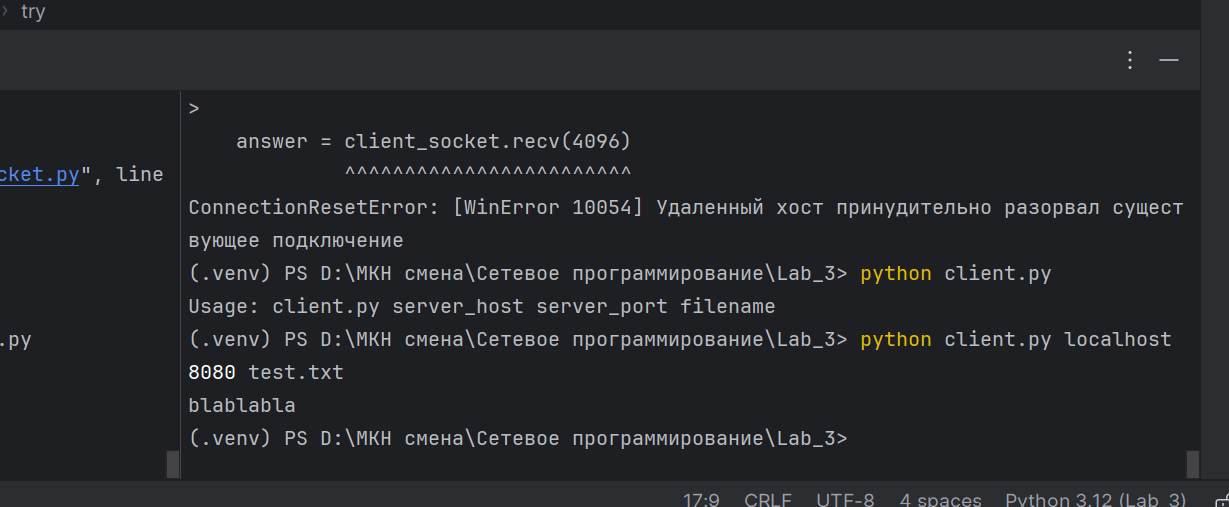 › try
>
answer = client_socket.recv(4096)
^^^^^^^^^^^^^^^^^^^^^^^^
cket.py", line
ConnectionResetError: [WinError 10054] Удаленный хост принудительно разорвал сущест
вующее подключение
(.venv) PS D:\МКН смена\Сетевое программирование\Lab_3> python client.py
Usage: client.py server_host server_port filename
.py
(.venv) PS D:\МКН смена\Сетевое программирование\Lab_3> python client.py localhost
8080 test.txt
blablabla
(.venv) PS D:\МКН смена\Сетевое программирование\Lab_3>
17:9 CRLF UTF-8 4 spaces Python 3.12 (Lab_3)